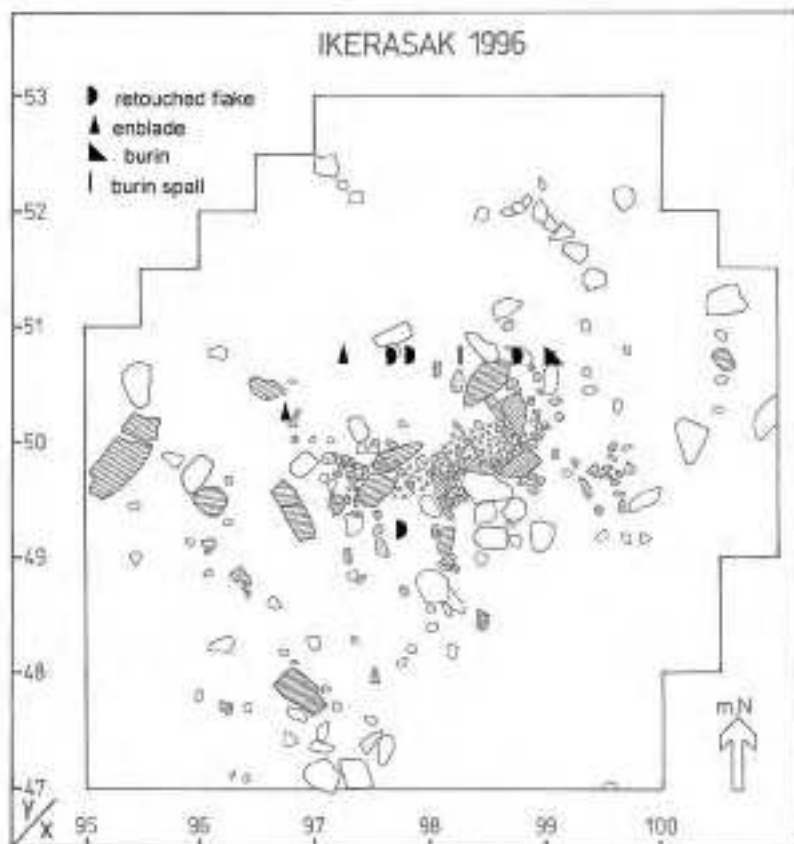 IKERASAK 1996
retouched flake
enblade
burin
burin spall
53
52
51
50
49
48
47
mN
Y/X
95 96 97 98 99 100